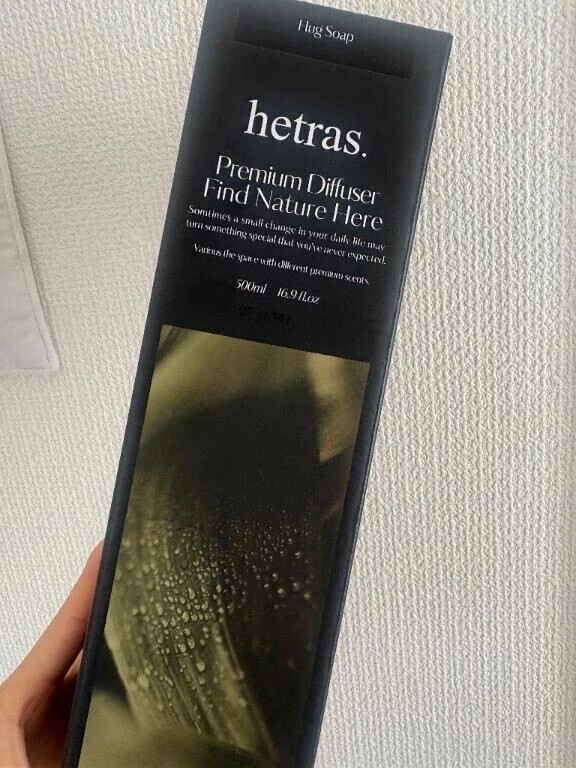 Hug Soap
hetras.
Premium Diffuser
Find Nature Here
Somtimes a small change in your daily life may
turn something special that you've never expected.
Various the space with different premium scents.
500ml 16.9 fl.oz